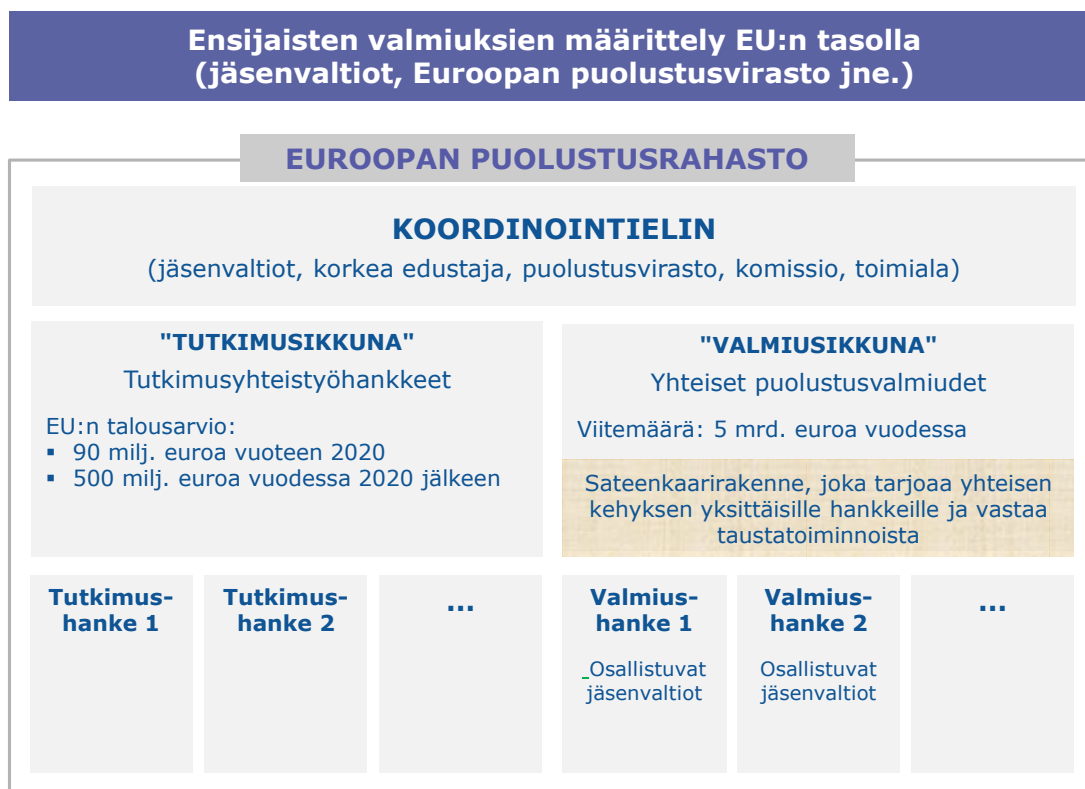 Ensijaisten valmiuksien määrittely EU:n tasolla
(jäsenvaltiot, Euroopan puolustusvirasto jne.)
EUROOPAN PUOLUSTUSRAHASTO
KOORDINOINTIELIN
(jäsenvaltiot, korkea edustaja, puolustusvirasto, komissio, toimiala)
"TUTKIMUSIKKUNA"
Tutkimusyhteistyöhankkeet
EU:n talousarvio:
▪ 90 milj. euroa vuoteen 2020
▪ 500 milj. euroa vuodessa 2020 jälkeen
"VALMIUSIKKUNA"
Yhteiset puolustusvalmiudet
Viitemäärä: 5 mrd. euroa vuodessa
Sateenkaarirakenne, joka tarjoaa yhteisen
kehyksen yksittäisille hankkeille ja vastaa
taustatoiminnoista
Tutkimus-
hanke 1
Tutkimus-
hanke 2
...
Valmius-
hanke 1
Osallistuvat
jäsenvaltiot
Valmius-
hanke 2
Osallistuvat
jäsenvaltiot
...